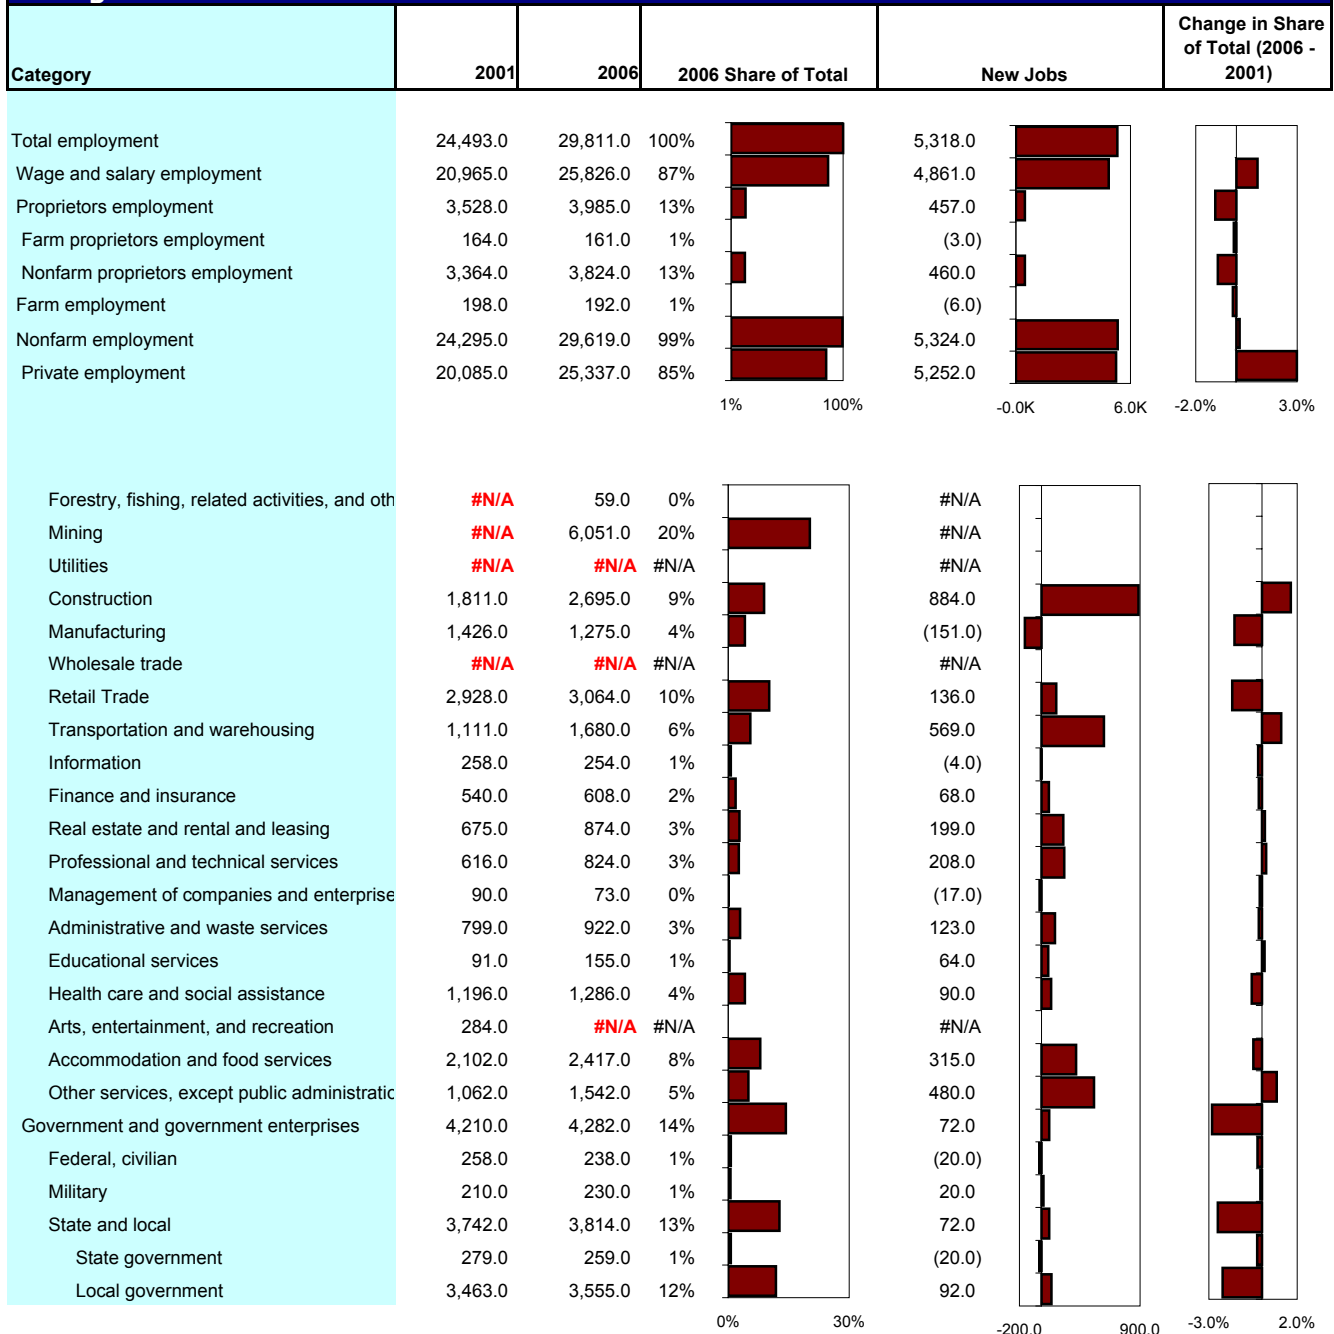 Category 2001 2006 2006 Share of Total New Jobs Change in Share of Total (2006 - 2001)
Total employment 24,493.0 29,811.0 100% 5,318.0
Wage and salary employment 20,965.0 25,826.0 87% 4,861.0
Proprietors employment 3,528.0 3,985.0 13% 457.0
Farm proprietors employment 164.0 161.0 1% (3.0)
Nonfarm proprietors employment 3,364.0 3,824.0 13% 460.0
Farm employment 198.0 192.0 1% (6.0)
Nonfarm employment 24,295.0 29,619.0 99% 5,324.0
Private employment 20,085.0 25,337.0 85% 5,252.0
1% 100% -0.0K 6.0K -2.0% 3.0%
Forestry, fishing, related activities, and oth #N/A 59.0 0% #N/A
Mining #N/A 6,051.0 20% #N/A
Utilities #N/A #N/A #N/A #N/A
Construction 1,811.0 2,695.0 9% 884.0
Manufacturing 1,426.0 1,275.0 4% (151.0)
Wholesale trade #N/A #N/A #N/A #N/A
Retail Trade 2,928.0 3,064.0 10% 136.0
Transportation and warehousing 1,111.0 1,680.0 6% 569.0
Information 258.0 254.0 1% (4.0)
Finance and insurance 540.0 608.0 2% 68.0
Real estate and rental and leasing 675.0 874.0 3% 199.0
Professional and technical services 616.0 824.0 3% 208.0
Management of companies and enterprise 90.0 73.0 0% (17.0)
Administrative and waste services 799.0 922.0 3% 123.0
Educational services 91.0 155.0 1% 64.0
Health care and social assistance 1,196.0 1,286.0 4% 90.0
Arts, entertainment, and recreation 284.0 #N/A #N/A #N/A
Accommodation and food services 2,102.0 2,417.0 8% 315.0
Other services, except public administratic 1,062.0 1,542.0 5% 480.0
Government and government enterprises 4,210.0 4,282.0 14% 72.0
Federal, civilian 258.0 238.0 1% (20.0)
Military 210.0 230.0 1% 20.0
State and local 3,742.0 3,814.0 13% 72.0
State government 279.0 259.0 1% (20.0)
Local government 3,463.0 3,555.0 12% 92.0
0% 30% -200.0 900.0 -3.0% 2.0%